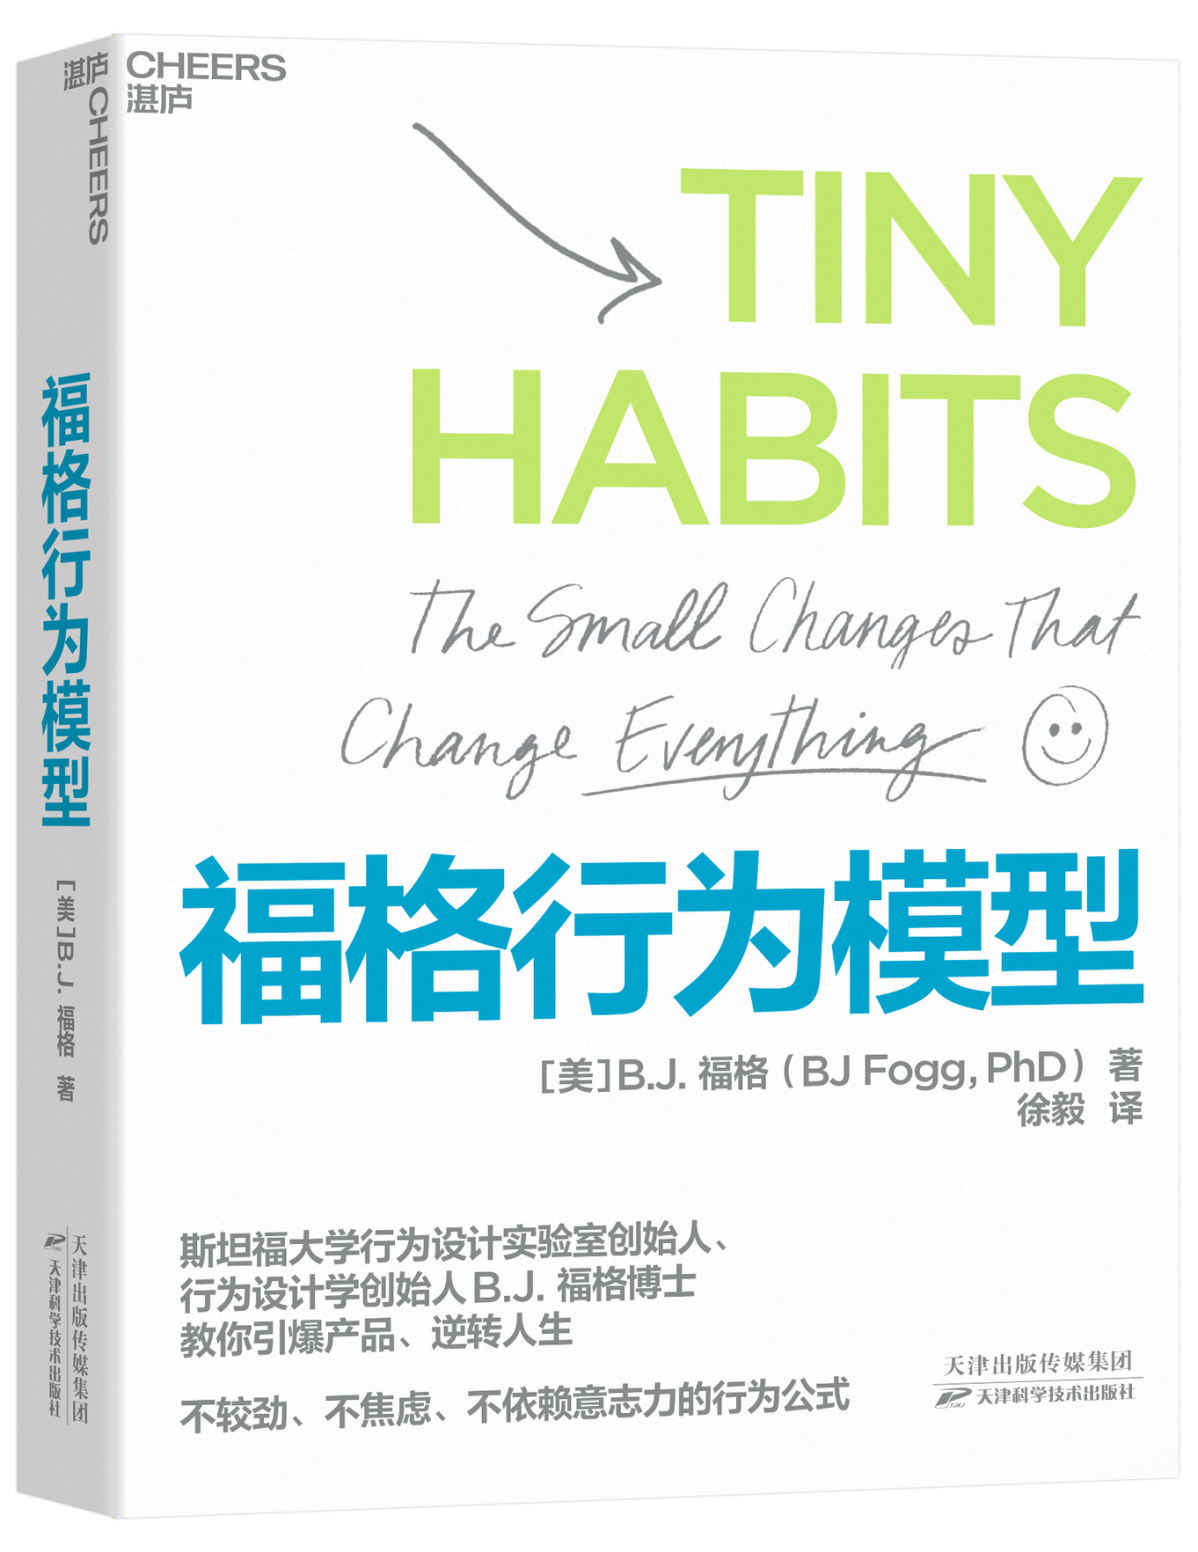 湛庐 CHEERS
福格行为模型
[美]B.J. 福格 著
天津出版传媒集团
天津科学技术出版社
CHEERS
湛庐
TINY
HABITS
The Small Changes That
Change Everything
福格行为模型
[美]B.J. 福格（BJ Fogg, PhD）著
徐毅 译
斯坦福大学行为设计实验室创始人、
行为设计学创始人B.J. 福格博士
教你引爆产品、逆转人生
不较劲、不焦虑、不依赖意志力的行为公式
天津出版传媒集团
天津科学技术出版社